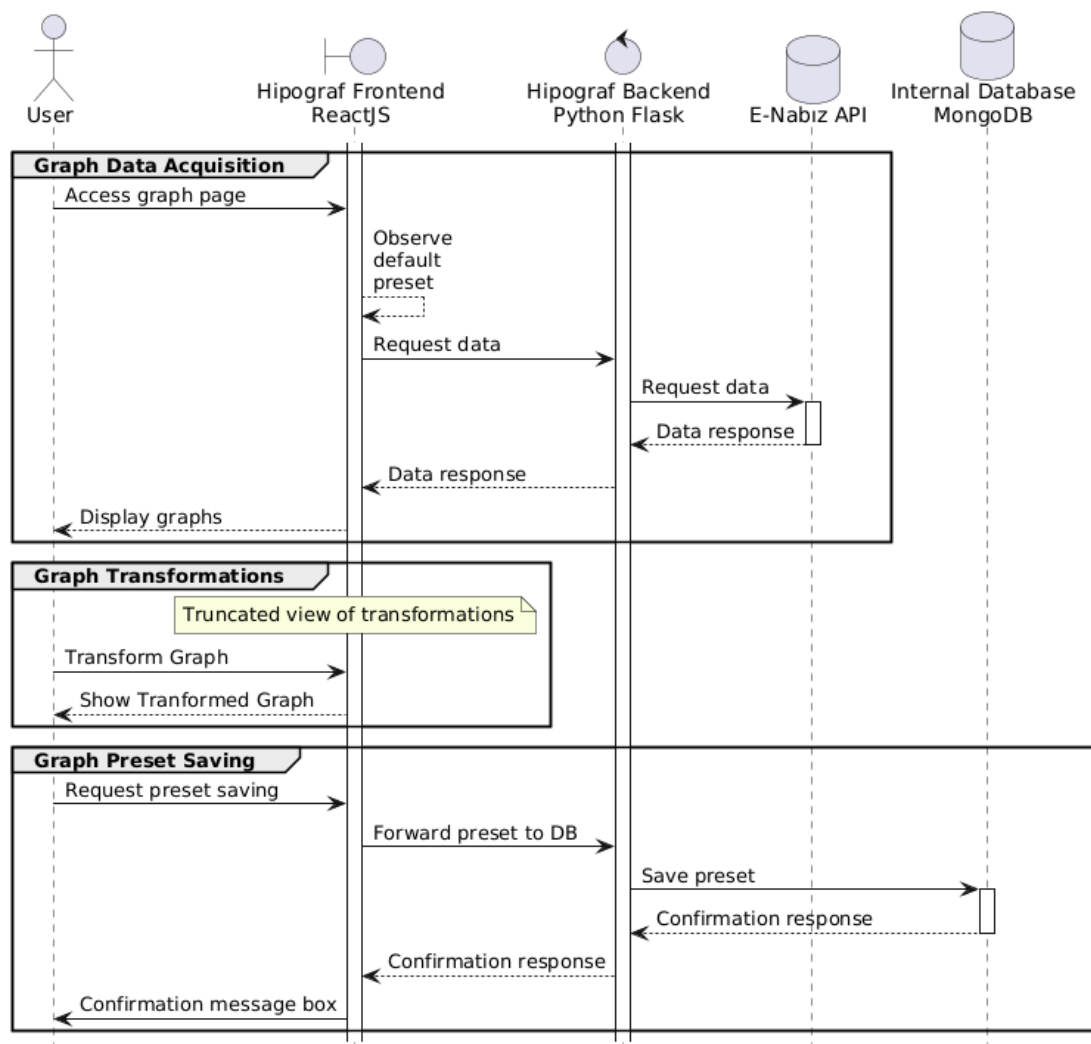 User
Hipograf Frontend
ReactJS
Hipograf Backend
Python Flask
E-Nabız API
Internal Database
MongoDB
Graph Data Acquisition
Access graph page
Observe
default
preset
Request data
Request data
Data response
Data response
Display graphs
Graph Transformations
Truncated view of transformations
Transform Graph
Show Tranformed Graph
Graph Preset Saving
Request preset saving
Forward preset to DB
Save preset
Confirmation response
Confirmation response
Confirmation message box